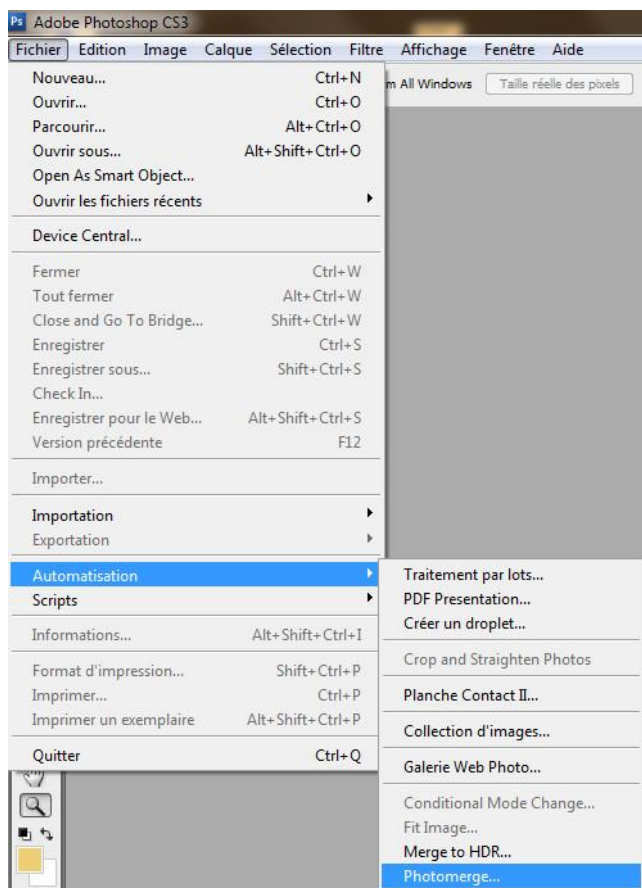 Ps Adobe Photoshop CS3
Fichier Edition Image Calque Sélection Filtre Affichage Fenêtre Aide
m All Windows Taille réelle des pixels
Nouveau... Ctrl+N
Ouvrir... Ctrl+O
Parcourir... Alt+Ctrl+O
Ouvrir sous... Alt+Shift+Ctrl+O
Open As Smart Object...
Ouvrir les fichiers récents
Device Central...
Fermer Ctrl+W
Tout fermer Alt+Ctrl+W
Close and Go To Bridge... Shift+Ctrl+W
Enregistrer Ctrl+S
Enregistrer sous... Shift+Ctrl+S
Check In...
Enregistrer pour le Web... Alt+Shift+Ctrl+S
Version précédente F12
Importer...
Importation
Exportation
Automatisation
Scripts
Informations... Alt+Shift+Ctrl+I
Format d'impression... Shift+Ctrl+P
Imprimer... Ctrl+P
Imprimer un exemplaire Alt+Shift+Ctrl+P
Quitter Ctrl+Q
Traitement par lots...
PDF Presentation...
Créer un droplet...
Crop and Straighten Photos
Planche Contact II...
Collection d'images...
Galerie Web Photo...
Conditional Mode Change...
Fit Image...
Merge to HDR...
Photomerge...